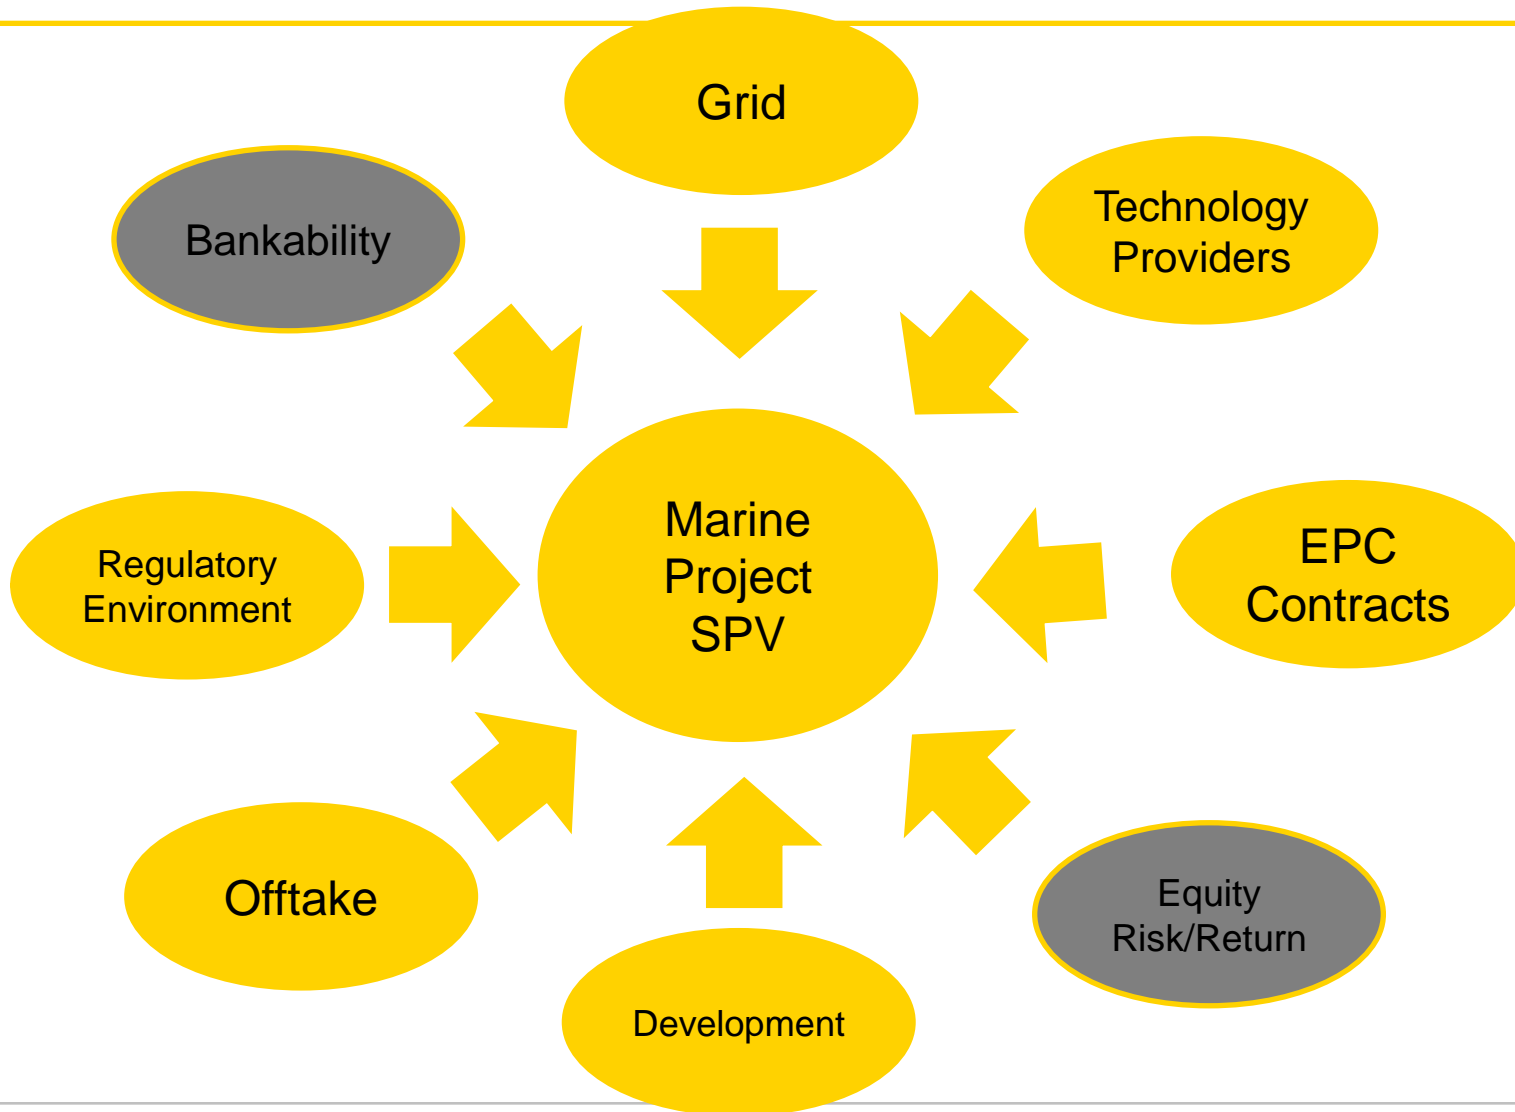 Grid
Bankability
Technology
Providers
Marine
Project
SPV
Regulatory
Environment
EPC
Contracts
Offtake
Equity
Risk/Return
Development